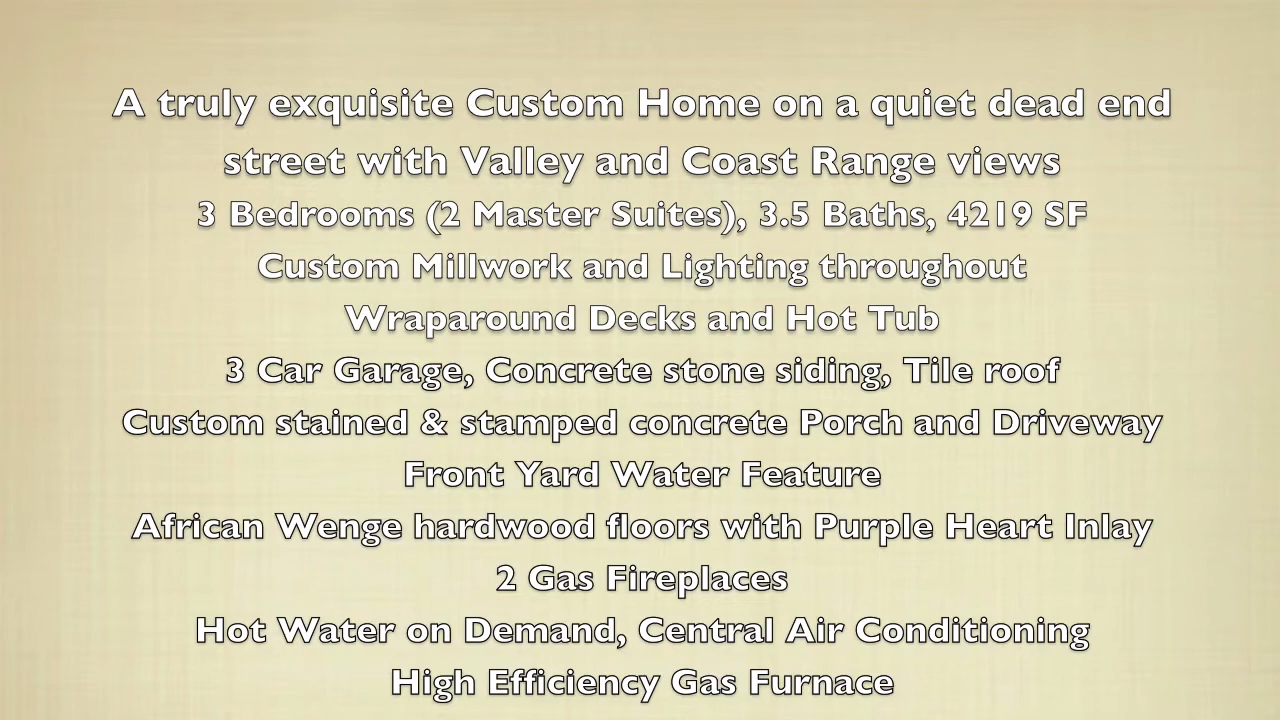 A truly exquisite Custom Home on a quiet dead end
street with Valley and Coast Range views
3 Bedrooms (2 Master Suites), 3.5 Baths, 4219 SF
Custom Millwork and Lighting throughout
Wraparound Decks and Hot Tub
3 Car Garage, Concrete stone siding, Tile roof
Custom stained & stamped concrete Porch and Driveway
Front Yard Water Feature
African Wenge hardwood floors with Purple Heart Inlay
2 Gas Fireplaces
Hot Water on Demand, Central Air Conditioning
High Efficiency Gas Furnace